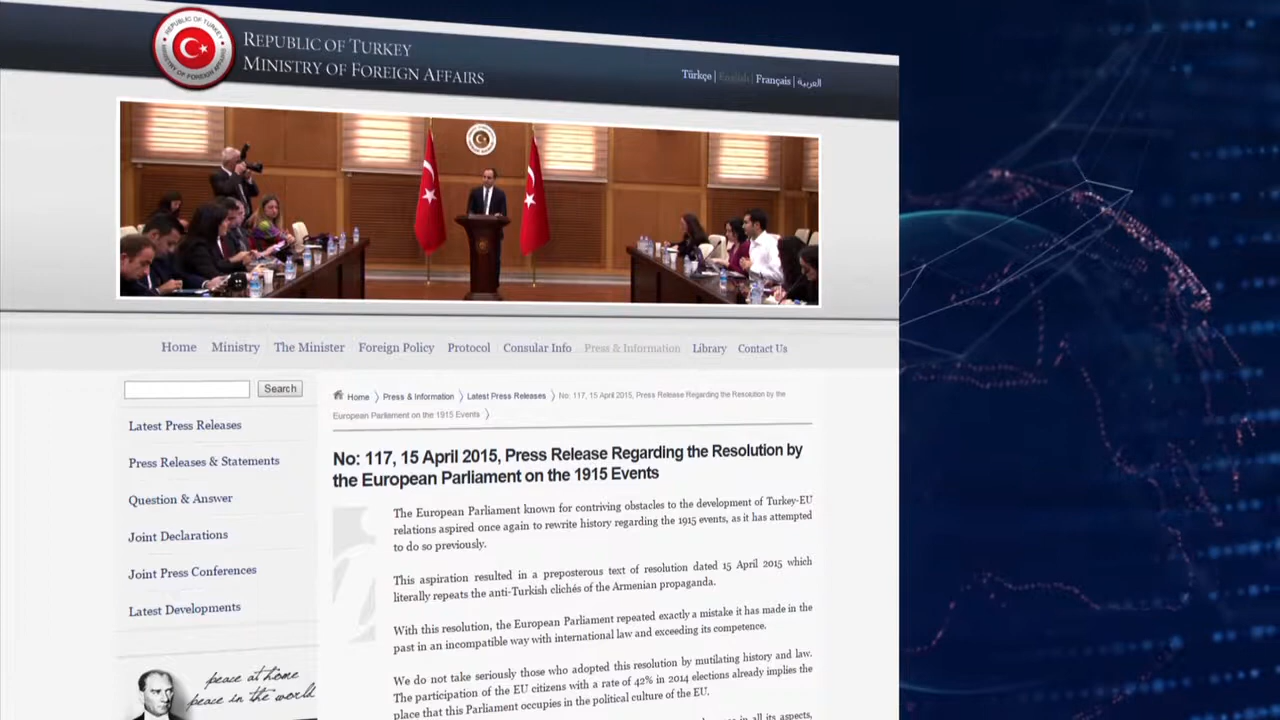 REPUBLIC OF TURKEY
MINISTRY OF FOREIGN AFFAIRS
REPUBLIC OF TURKEY
MINISTRY OF FOREIGN AFFAIRS
Türkçe | English | Français | العربية
Home Ministry The Minister Foreign Policy Protocol Consular Info Press & Information Library Contact Us
Search
Latest Press Releases
Press Releases & Statements
Question & Answer
Joint Declarations
Joint Press Conferences
Latest Developments
peace at home
peace in the world
Home 〉 Press & Information 〉 Latest Press Releases 〉 No: 117, 15 April 2015, Press Release Regarding the Resolution by the
European Parliament on the 1915 Events 〉
No: 117, 15 April 2015, Press Release Regarding the Resolution by
the European Parliament on the 1915 Events
The European Parliament known for contriving obstacles to the development of Turkey-EU
relations aspired once again to rewrite history regarding the 1915 events, as it has attempted
to do so previously.
This aspiration resulted in a preposterous text of resolution dated 15 April 2015 which
literally repeats the anti-Turkish clichés of the Armenian propaganda.
With this resolution, the European Parliament repeated exactly a mistake it has made in the
past in an incompatible way with international law and exceeding its competence.
We do not take seriously those who adopted this resolution by mutilating history and law.
The participation of the EU citizens with a rate of 42% in 2014 elections already implies the
place that this Parliament occupies in the political culture of the EU.
in all its aspects,